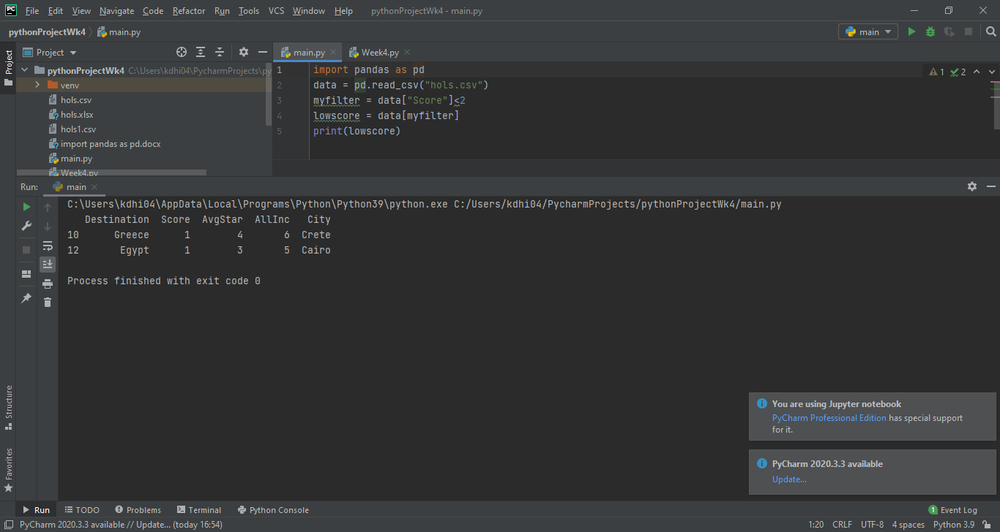 PC File Edit View Navigate Code Refactor Run Tools VCS Window Help pythonProjectWk4 - main.py
pythonProjectWk4 main.py main
Project main.py Week4.py
Project
pythonProjectWk4 C:\Users\kdhi04\PycharmProjects\py
venv
hols.csv
hols.xlsx
hols1.csv
import pandas as pd.docx
main.py
Week4.py
1 import pandas as pd
2 data = pd.read_csv("hols.csv")
3 myfilter = data["Score"]<2
4 lowscore = data[myfilter]
5 print(lowscore)
1 2
Run: main
C:\Users\kdhi04\AppData\Local\Programs\Python\Python39\python.exe C:/Users/kdhi04/PycharmProjects/pythonProjectWk4/main.py
Destination Score AvgStar AllInc City
10 Greece 1 4 6 Crete
12 Egypt 1 3 5 Cairo
Process finished with exit code 0
Structure
Favorites
You are using Jupyter notebook
PyCharm Professional Edition has special support
for it.
PyCharm 2020.3.3 available
Update...
Run TODO Problems Terminal Python Console 1 Event Log
PyCharm 2020.3.3 available // Update... (today 16:54) 1:20 CRLF UTF-8 4 spaces Python 3.9